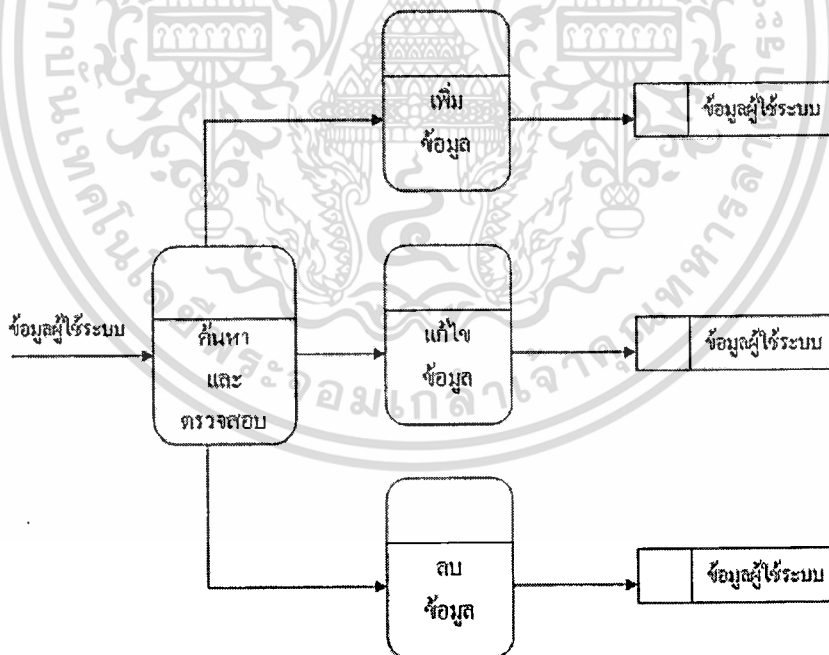 เพิ่ม
ข้อมูล
ข้อมูลผู้ใช้ระบบ
ข้อมูลผู้ใช้ระบบ
ค้นหา
และ
ตรวจสอบ
แก้ไข
ข้อมูล
ข้อมูลผู้ใช้ระบบ
ลบ
ข้อมูล
ข้อมูลผู้ใช้ระบบ